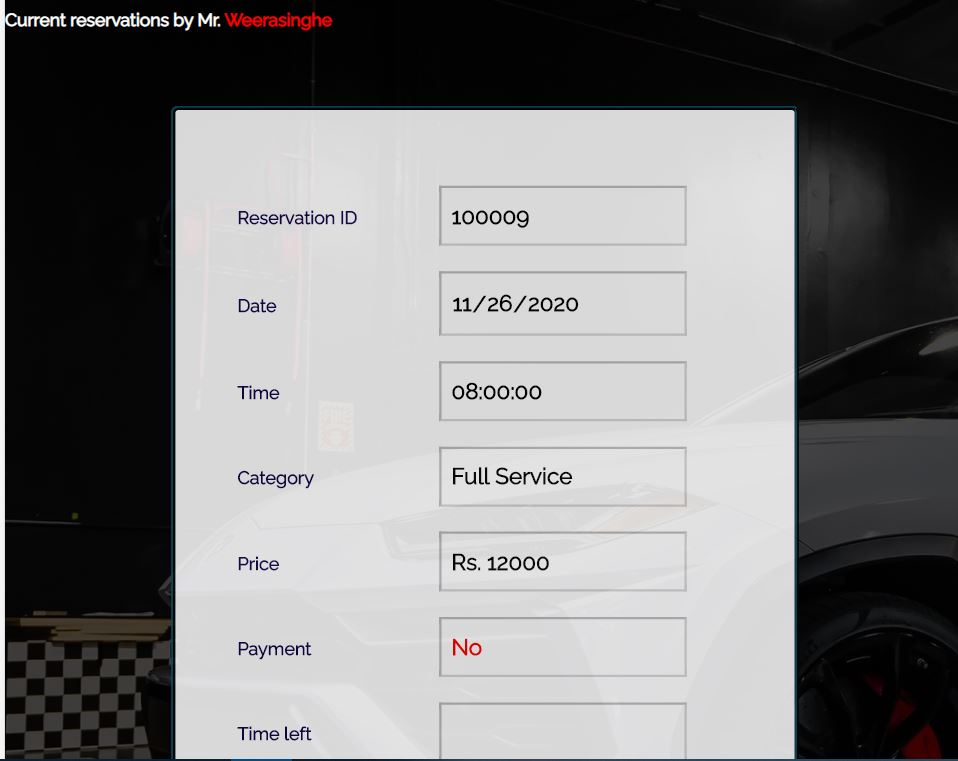 Current reservations by Mr. Weerasinghe
Reservation ID 100009
Date 11/26/2020
Time 08:00:00
Category Full Service
Price Rs. 12000
Payment No
Time left